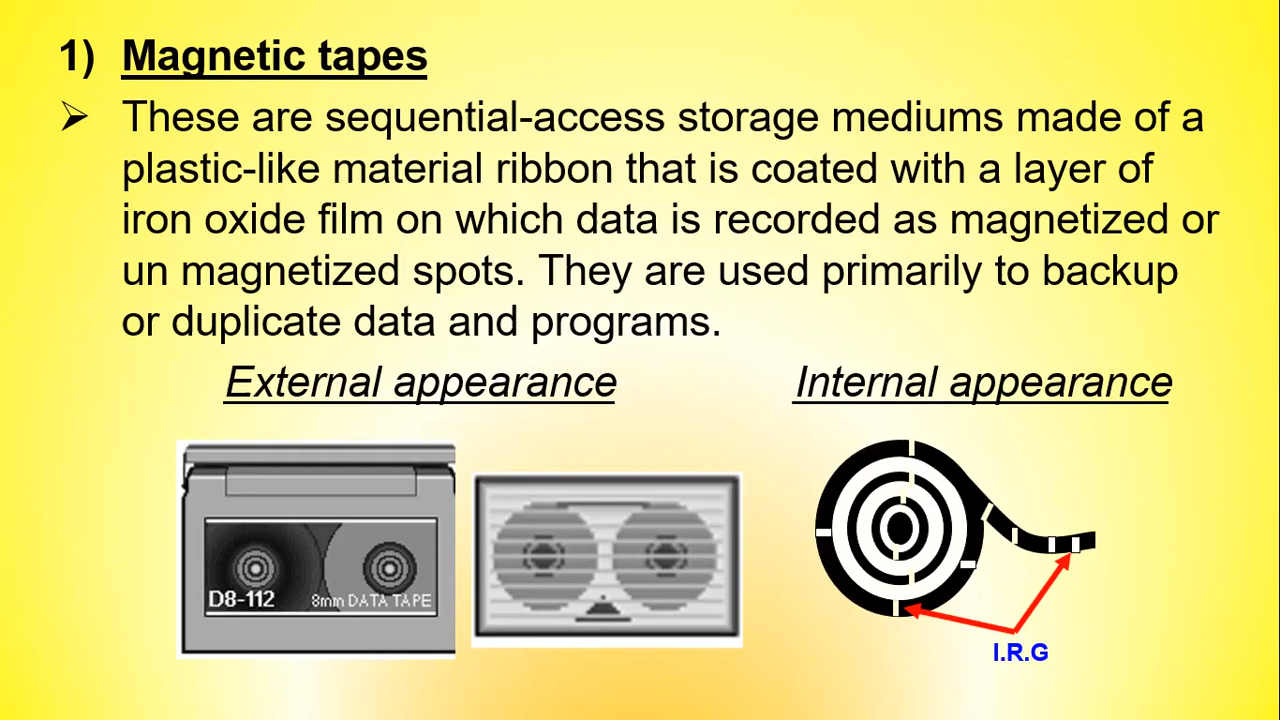 1) Magnetic tapes
➢ These are sequential-access storage mediums made of a
plastic-like material ribbon that is coated with a layer of
iron oxide film on which data is recorded as magnetized or
un magnetized spots. They are used primarily to backup
or duplicate data and programs.
External appearance
Internal appearance
D8-112
8mm DATA TAPE
I.R.G